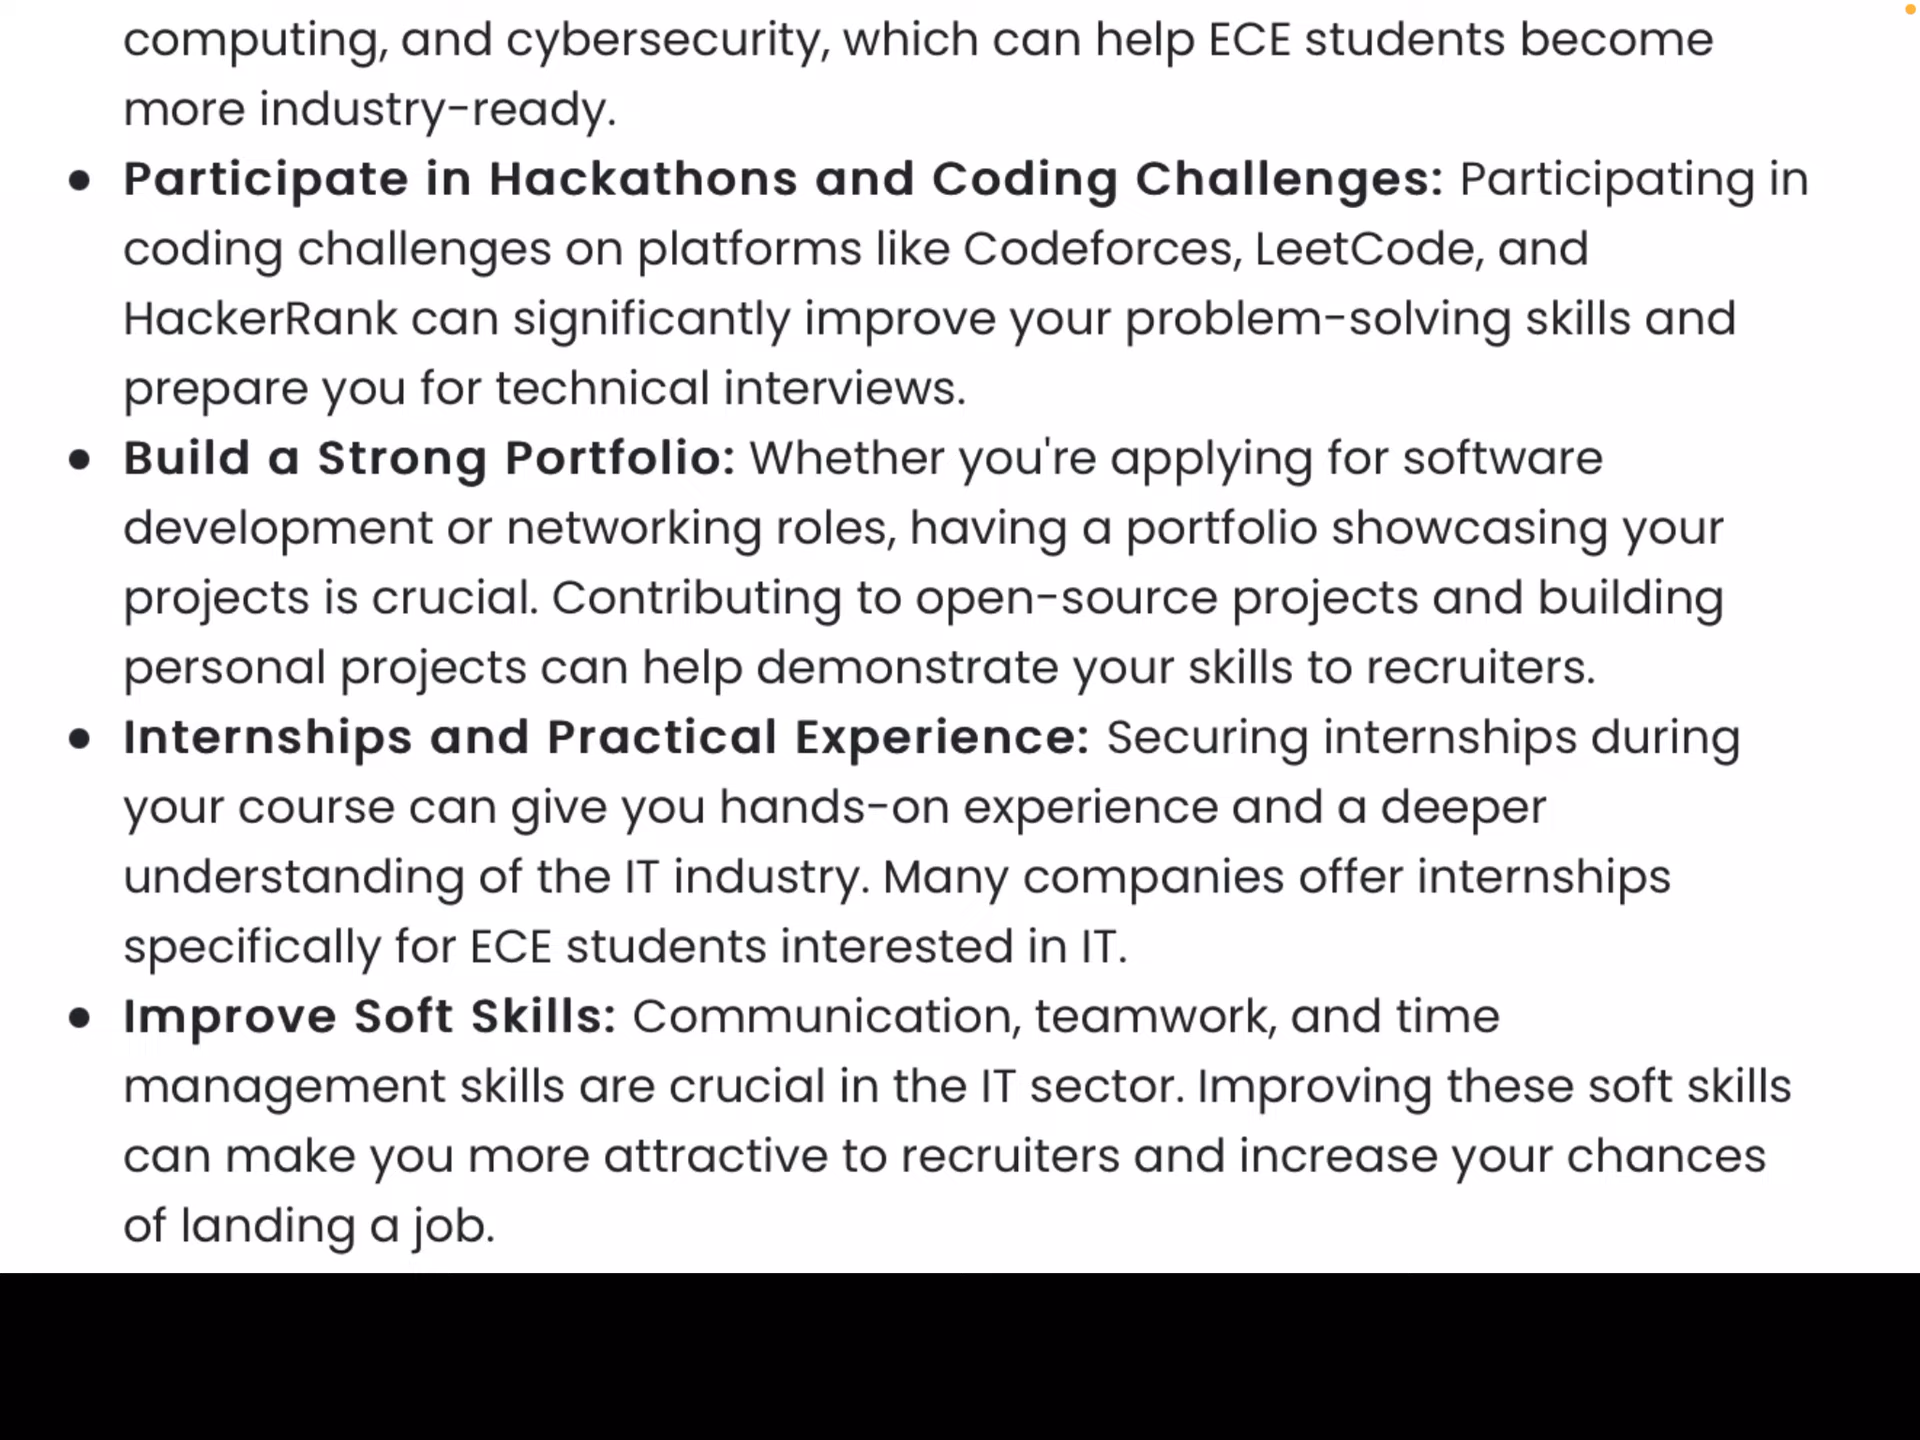 computing, and cybersecurity, which can help ECE students become
more industry-ready.
● Participate in Hackathons and Coding Challenges: Participating in
coding challenges on platforms like Codeforces, LeetCode, and
HackerRank can significantly improve your problem-solving skills and
prepare you for technical interviews.
● Build a Strong Portfolio: Whether you're applying for software
development or networking roles, having a portfolio showcasing your
projects is crucial. Contributing to open-source projects and building
personal projects can help demonstrate your skills to recruiters.
● Internships and Practical Experience: Securing internships during
your course can give you hands-on experience and a deeper
understanding of the IT industry. Many companies offer internships
specifically for ECE students interested in IT.
● Improve Soft Skills: Communication, teamwork, and time
management skills are crucial in the IT sector. Improving these soft skills
can make you more attractive to recruiters and increase your chances
of landing a job.